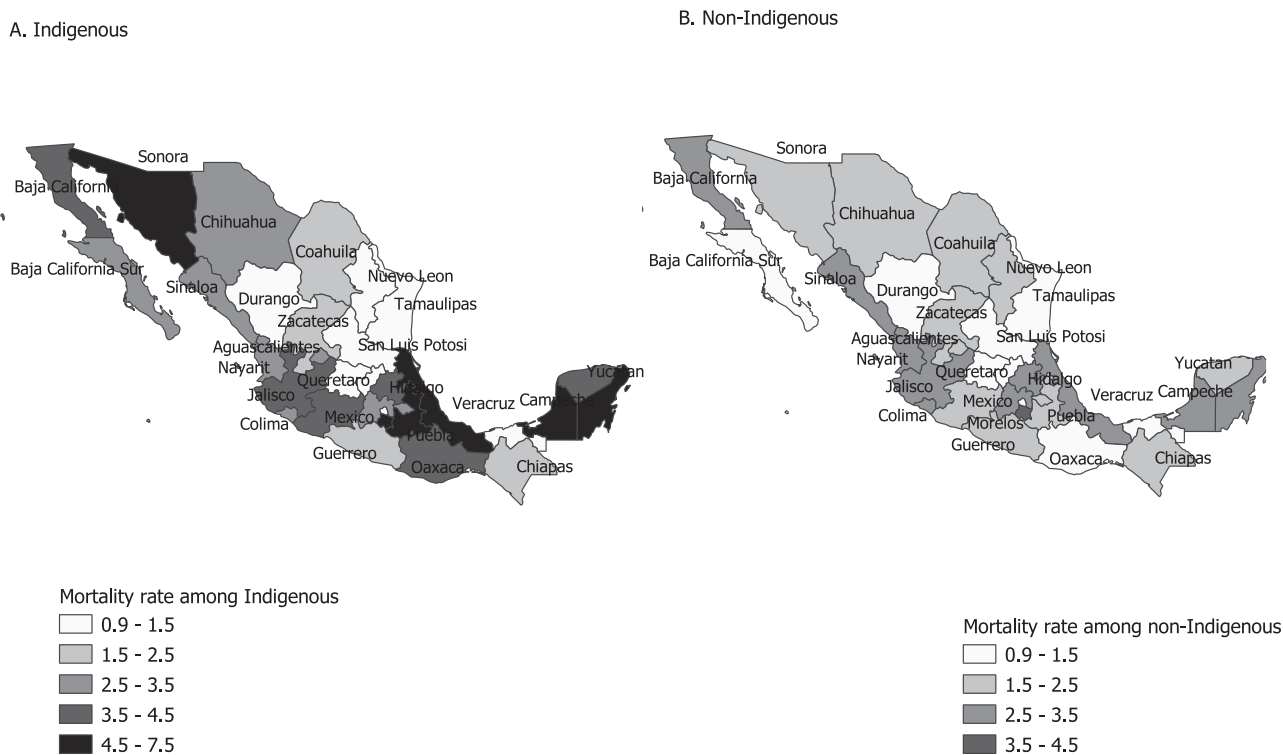 A. Indigenous
Sonora
Baja California
Chihuahua
Coahuila
Baja California Sur
Nuevo Leon
Sinaloa
Durango
Tamaulipas
Zacatecas
San Luis Potosi
Aguascalientes
Nayarit
Queretaro
Yucatan
Hidalgo
Jalisco
Campeche
Veracruz
Mexico
Colima
Puebla
Guerrero
Oaxaca
Chiapas
Mortality rate among Indigenous
0.9 - 1.5
1.5 - 2.5
2.5 - 3.5
3.5 - 4.5
4.5 - 7.5
B. Non-Indigenous
Sonora
Baja California
Chihuahua
Coahuila
Baja California Sur
Nuevo Leon
Sinaloa
Durango
Tamaulipas
Zacatecas
San Luis Potosi
Aguascalientes
Nayarit
Yucatan
Queretaro
Hidalgo
Jalisco
Campeche
Veracruz
Mexico
Colima
Morelos
Puebla
Guerrero
Oaxaca
Chiapas
Mortality rate among non-Indigenous
0.9 - 1.5
1.5 - 2.5
2.5 - 3.5
3.5 - 4.5